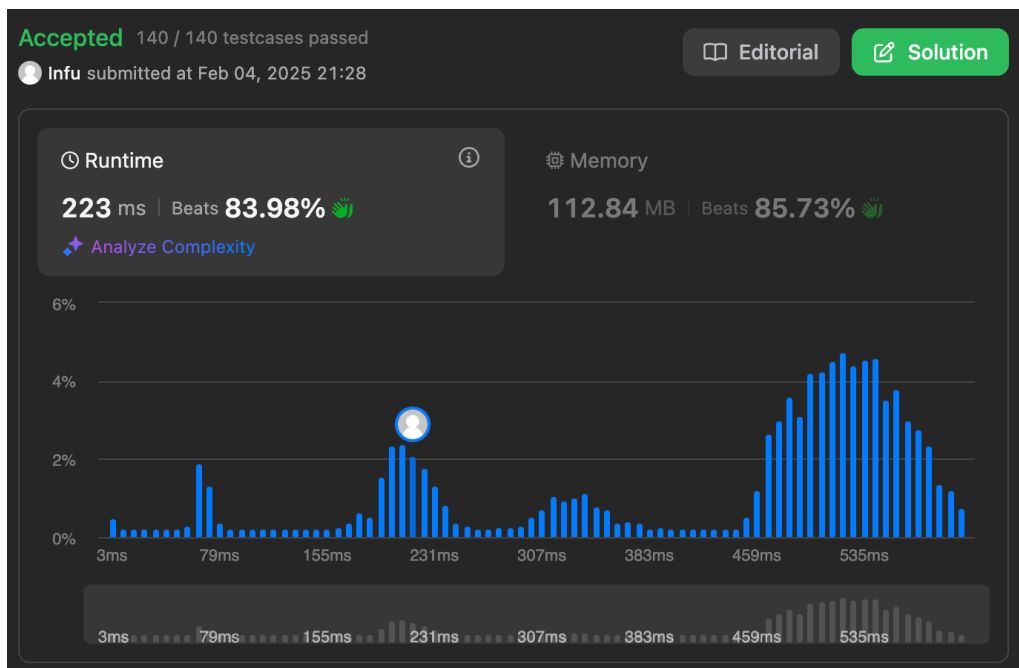 Accepted 140 / 140 testcases passed
Editorial
Solution
Infu submitted at Feb 04, 2025 21:28
Runtime
Memory
223 ms | Beats 83.98%
112.84 MB | Beats 85.73%
Analyze Complexity
6%
4%
2%
0%
3ms 79ms 155ms 231ms 307ms 383ms 459ms 535ms
3ms 79ms 155ms 231ms 307ms 383ms 459ms 535ms